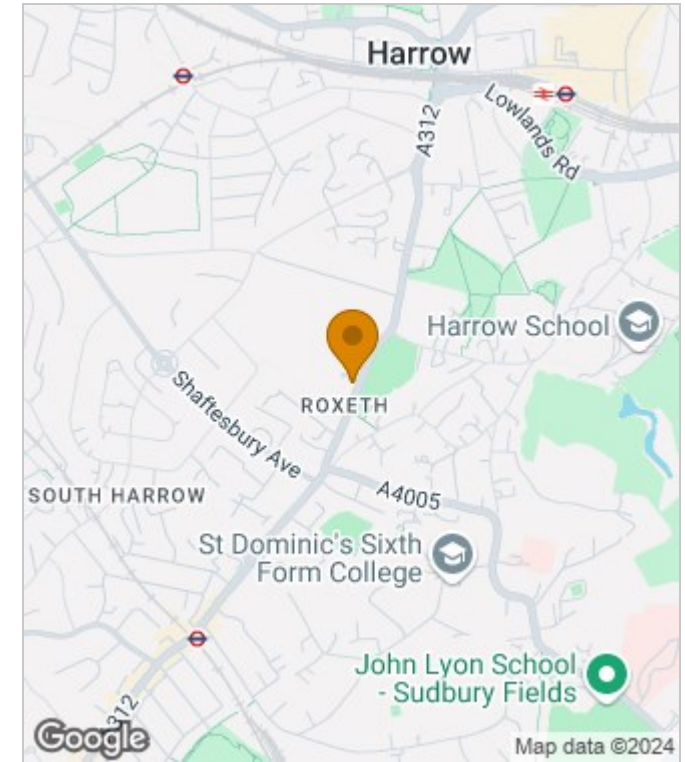 Harrow
A312
Lowlands Rd
Harrow School
ROXETH
Shaftesbury Ave
SOUTH HARROW
A4005
St Dominic's Sixth
Form College
John Lyon School
- Sudbury Fields
312
Google
Map data ©2024